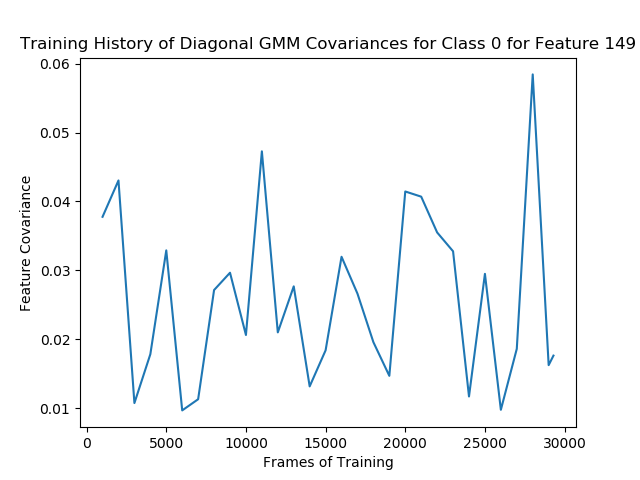 Training History of Diagonal GMM Covariances for Class 0 for Feature 149
0.06
0.05
0.04
0.03
0.02
0.01
Feature Covariance
0 5000 10000 15000 20000 25000 30000
Frames of Training